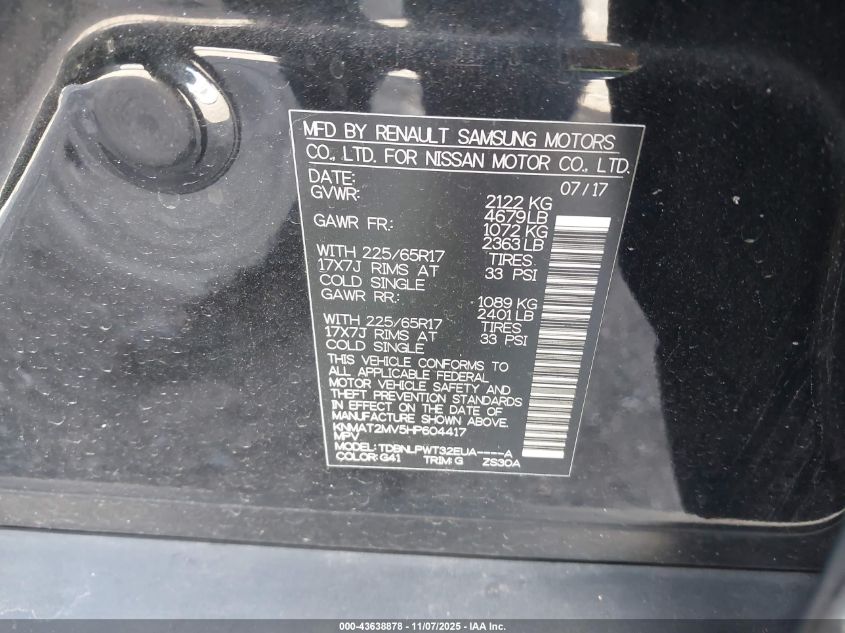 MFD BY RENAULT SAMSUNG MOTORS
CO., LTD. FOR NISSAN MOTOR CO., LTD.
DATE: 07/17
GVWR: 2122 KG
4679LB
GAWR FR.: 1072 KG
2363 LB
WITH 225/65R17 TIRES
17X7J RIMS AT 33 PSI
COLD SINGLE
GAWR RR.: 1089 KG
2401 LB
WITH 225/65R17 TIRES
17X7J RIMS AT 33 PSI
COLD SINGLE
THIS VEHICLE CONFORMS TO
ALL APPLICABLE FEDERAL
MOTOR VEHICLE SAFETY AND
THEFT PREVENTION STANDARDS
IN EFFECT ON THE DATE OF
MANUFACTURE SHOWN ABOVE.
KNMAT2MV5HP604417
MPV
MODEL: TDBNLPWT32EUA----A
COLOR: G41 TRIM: G ZS30A
000-43638878 - 11/07/2025 - IAA Inc.